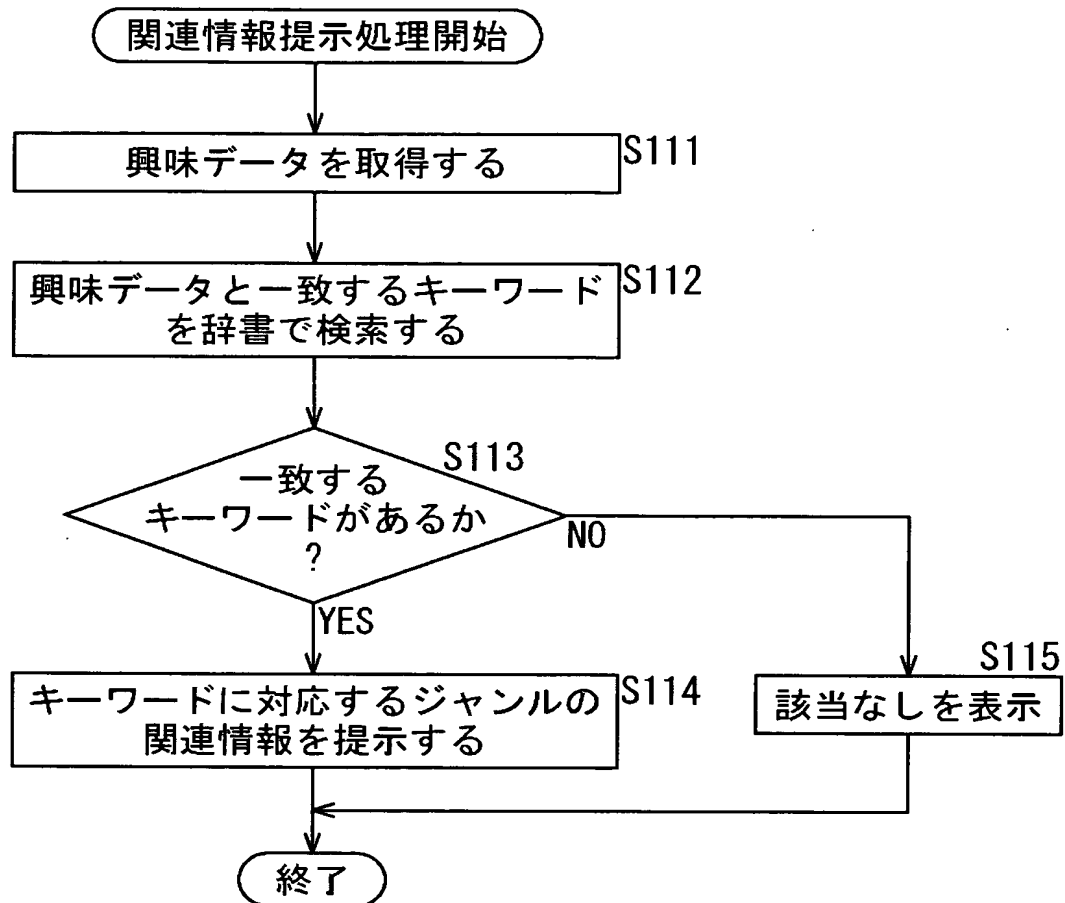 関連情報提示処理開始
興味データを取得する
S111
興味データと一致するキーワード
を辞書で検索する
S112
S113
一致する
キーワードがあるか
?
NO
YES
キーワードに対応するジャンルの
関連情報を提示する
S114
S115
該当なしを表示
終了